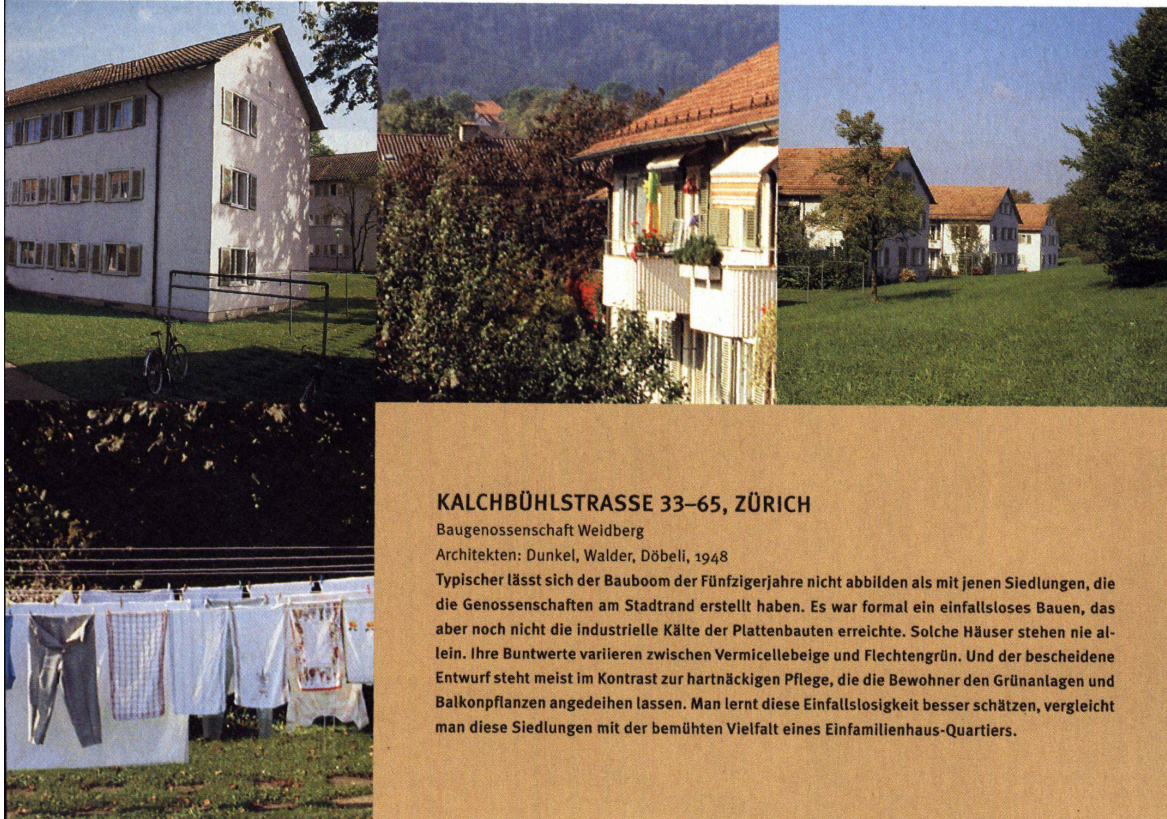 KALCHBÜHLSTRASSE 33–65, ZÜRICH
Baugenossenschaft Weidberg
Architekten: Dunkel, Walder, Döbeli, 1948
Typischer lässt sich der Bauboom der Fünfzigerjahre nicht abbilden als mit jenen Siedlungen, die
die Genossenschaften am Stadtrand erstellt haben. Es war formal ein einfallsloses Bauen, das
aber noch nicht die industrielle Kälte der Plattenbauten erreichte. Solche Häuser stehen nie al-
lein. Ihre Buntwerte variieren zwischen Vermicellebeige und Flechtengrün. Und der bescheidene
Entwurf steht meist im Kontrast zur hartnäckigen Pflege, die die Bewohner den Grünanlagen und
Balkonpflanzen angedeihen lassen. Man lernt diese Einfallslosigkeit besser schätzen, vergleicht
man diese Siedlungen mit der bemühten Vielfalt eines Einfamilienhaus-Quartiers.